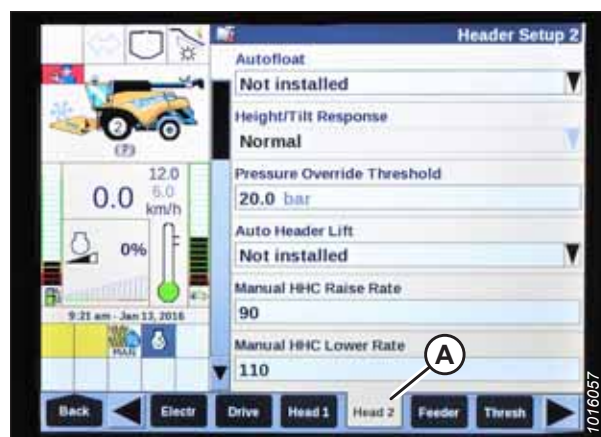 Header Setup 2
Autofloat
Not installed
Height/Tilt Response
Normal
Pressure Override Threshold
20.0 bar
Auto Header Lift
Not installed
Manual HHC Raise Rate
90
Manual HHC Lower Rate
110
2
(?)
12.0
0.0 6.0
km/h
0%
9:21 am - Jan 13, 2016
MAN
A
Back Electr Drive Head 1 Head 2 Feeder Thresh
1016057